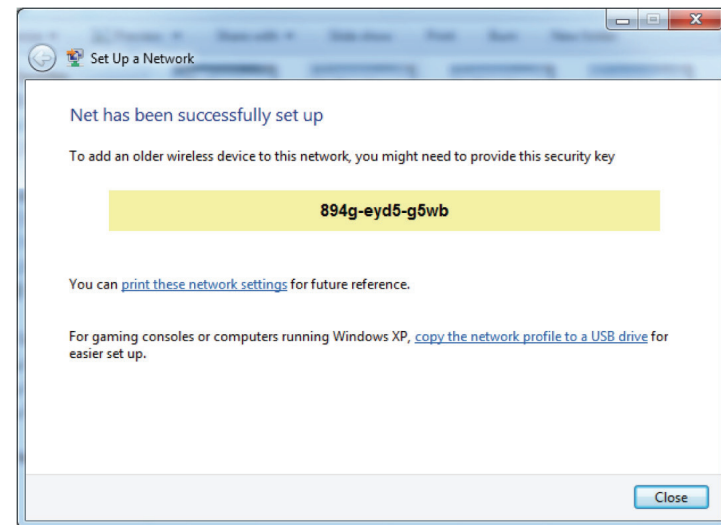 Set Up a Network
Net has been successfully set up
To add an older wireless device to this network, you might need to provide this security key
894g-eyd5-g5wb
You can print these network settings for future reference.
For gaming consoles or computers running Windows XP, copy the network profile to a USB drive for
easier set up.
Close